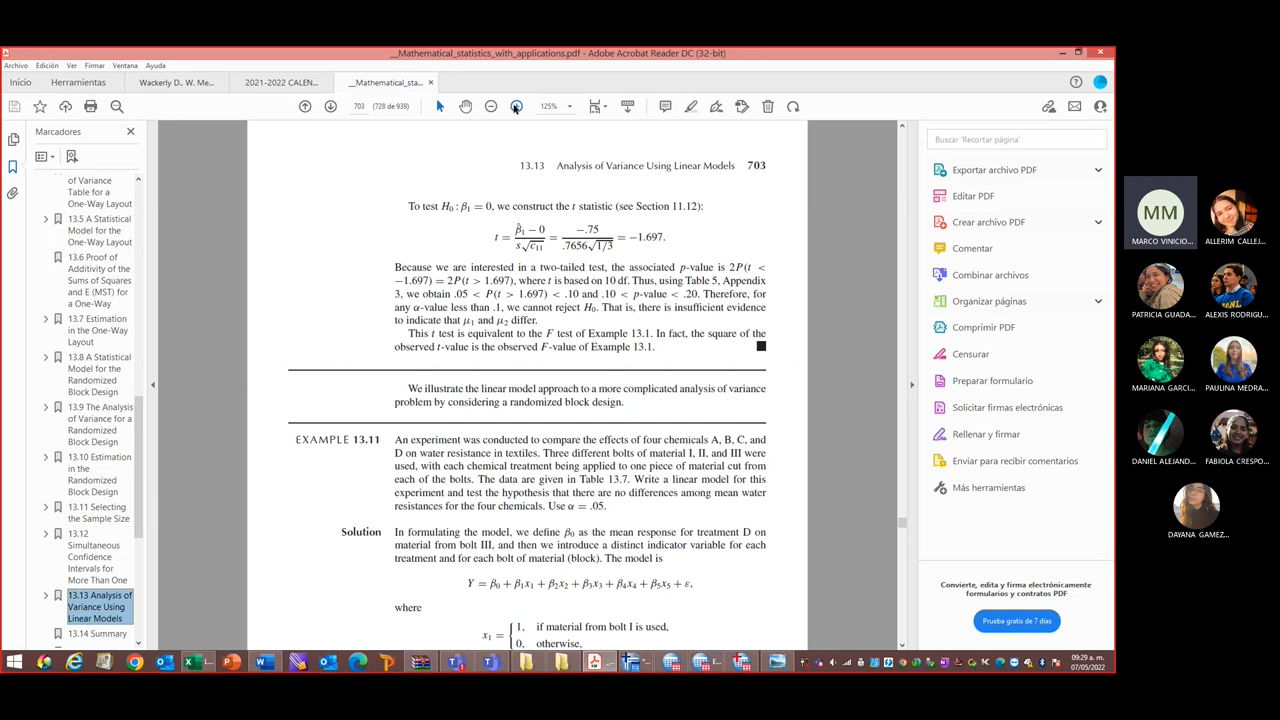 __Mathematical_statistics_with_applications.pdf - Adobe Acrobat Reader DC (32-bit)
Archivo Edición Ver Firmar Ventana Ayuda
Inicio Herramientas Wackerly D.. W. Me... 2021-2022 CALEN... __Mathematical_sta... ×
703 (728 de 939) 125%
Marcadores
of Variance
Table for a
One-Way Layout
13.5 A Statistical
Model for the
One-Way Layout
13.6 Proof of
Additivity of the
Sums of Squares
and E (MST) for
a One-Way
13.7 Estimation
in the One-Way
Layout
13.8 A Statistical
Model for the
Randomized
Block Design
13.9 The Analysis
of Variance for a
Randomized
Block Design
13.10 Estimation
in the
Randomized
Block Design
13.11 Selecting
the Sample Size
13.12
Simultaneous
Confidence
Intervals for
More Than One
13.13 Analysis of
Variance Using
Linear Models
13.14 Summary
13.13 Analysis of Variance Using Linear Models 703
To test H₀ : β₁ = 0, we construct the t statistic (see Section 11.12):
t = β̂₁ − 0 / s√c₁₁ = −.75 / .7656√1/3 = −1.697.
Because we are interested in a two-tailed test, the associated p-value is 2P(t <
−1.697) = 2P(t > 1.697), where t is based on 10 df. Thus, using Table 5, Appendix
3, we obtain .05 < P(t > 1.697) < .10 and .10 < p-value < .20. Therefore, for
any α-value less than .1, we cannot reject H₀. That is, there is insufficient evidence
to indicate that μ₁ and μ₂ differ.
This t test is equivalent to the F test of Example 13.1. In fact, the square of the
observed t-value is the observed F-value of Example 13.1.
We illustrate the linear model approach to a more complicated analysis of variance
problem by considering a randomized block design.
EXAMPLE 13.11 An experiment was conducted to compare the effects of four chemicals A, B, C, and
D on water resistance in textiles. Three different bolts of material I, II, and III were
used, with each chemical treatment being applied to one piece of material cut from
each of the bolts. The data are given in Table 13.7. Write a linear model for this
experiment and test the hypothesis that there are no differences among mean water
resistances for the four chemicals. Use α = .05.
Solution In formulating the model, we define β₀ as the mean response for treatment D on
material from bolt III, and then we introduce a distinct indicator variable for each
treatment and for each bolt of material (block). The model is
Y = β₀ + β₁x₁ + β₂x₂ + β₃x₃ + β₄x₄ + β₅x₅ + ε,
where
x₁ = { 1, if material from bolt I is used,
0, otherwise,
Buscar 'Recortar página'
Exportar archivo PDF
Editar PDF
Crear archivo PDF
Comentar
Combinar archivos
Organizar páginas
Comprimir PDF
Censurar
Preparar formulario
Solicitar firmas electrónicas
Rellenar y firmar
Enviar para recibir comentarios
Más herramientas
Convierte, edita y firma electrónicamente
formularios y contratos PDF
Prueba gratis de 7 días
09:29 a. m.
07/05/2022
MM
MARCO VINICIO... ALLERIM CALLEJ...
PATRICIA GUADA... ALEXIS RODRIGU...
MARIANA GARCI... PAULINA MEDRA...
DANIEL ALEJAND... FABIOLA CRESPO...
DAYANA GAMEZ...